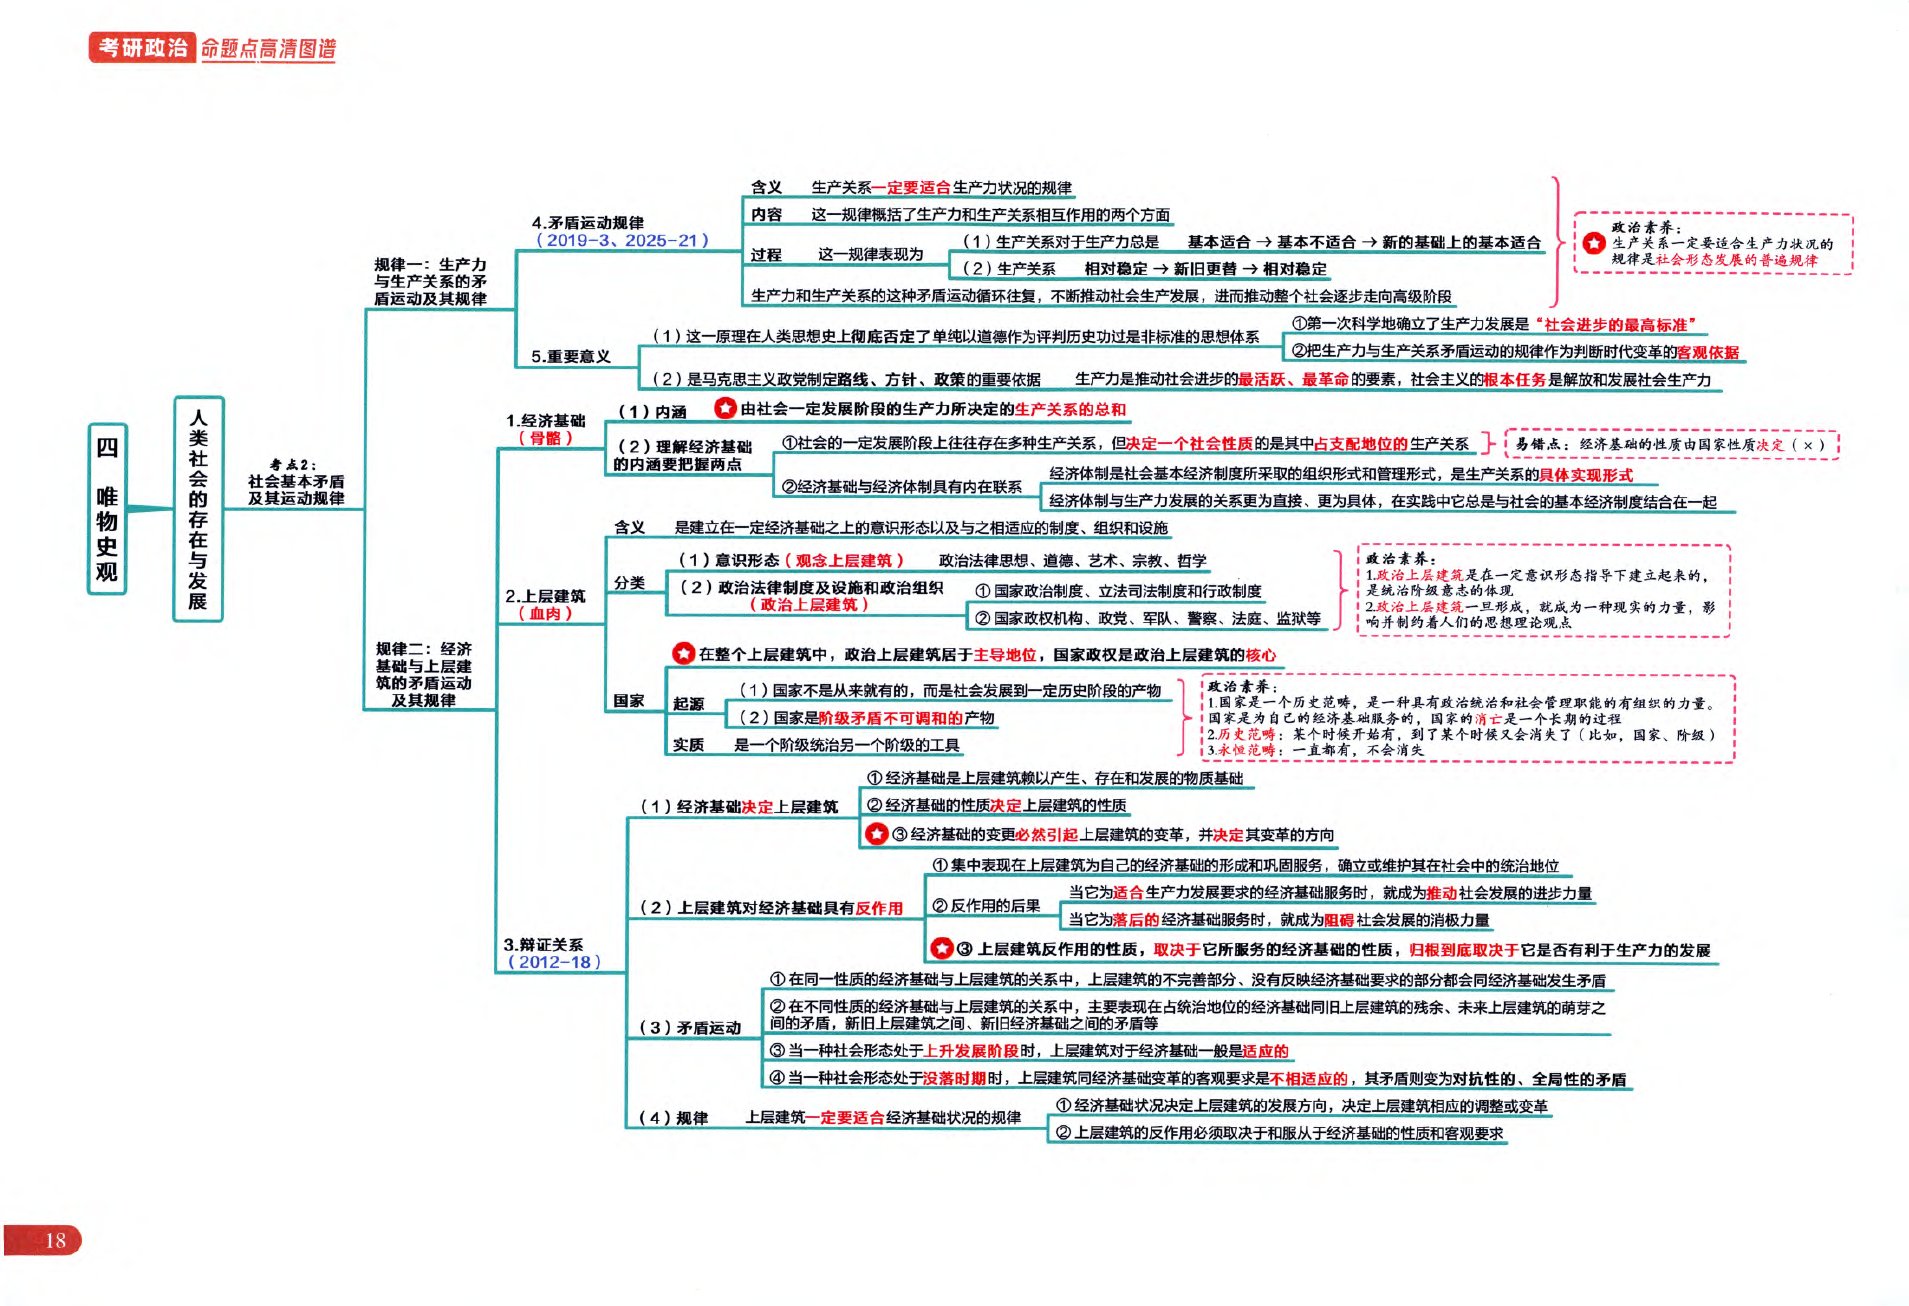 考研政治 命题点高清图谱
四 唯物史观
人类社会的存在与发展
考点2：
社会基本矛盾
及其运动规律
规律一：生产力
与生产关系的矛
盾运动及其规律
4.矛盾运动规律
（2019-3、2025-21）
含义 生产关系一定要适合生产力状况的规律
内容 这一规律概括了生产力和生产关系相互作用的两个方面
过程 这一规律表现为
（1）生产关系对于生产力总是 基本适合→基本不适合→新的基础上的基本适合
（2）生产关系 相对稳定→新旧更替→相对稳定
生产力和生产关系的这种矛盾运动循环往复，不断推动社会生产发展，进而推动整个社会逐步走向高级阶段
政治素养：
生产关系一定要适合生产力状况的
规律是社会形态发展的普遍规律
5.重要意义
（1）这一原理在人类思想史上彻底否定了单纯以道德作为评判历史功过是非标准的思想体系
①第一次科学地确立了生产力发展是“社会进步的最高标准”
②把生产力与生产关系矛盾运动的规律作为判断时代变革的客观依据
（2）是马克思主义政党制定路线、方针、政策的重要依据 生产力是推动社会进步的最活跃、最革命的要素，社会主义的根本任务是解放和发展社会生产力
规律二：经济
基础与上层建
筑的矛盾运动
及其规律
1.经济基础
（骨骼）
（1）内涵 由社会一定发展阶段的生产力所决定的生产关系的总和
（2）理解经济基础
的内涵要把握两点
①社会的一定发展阶段上往往存在多种生产关系，但决定一个社会性质的是其中占支配地位的生产关系
易错点：经济基础的性质由国家性质决定（×）
②经济基础与经济体制具有内在联系
经济体制是社会基本经济制度所采取的组织形式和管理形式，是生产关系的具体实现形式
经济体制与生产力发展的关系更为直接、更为具体，在实践中它总是与社会的基本经济制度结合在一起
2.上层建筑
（血肉）
含义 是建立在一定经济基础之上的意识形态以及与之相适应的制度、组织和设施
分类
（1）意识形态（观念上层建筑） 政治法律思想、道德、艺术、宗教、哲学
（2）政治法律制度及设施和政治组织
（政治上层建筑）
①国家政治制度、立法司法制度和行政制度
②国家政权机构、政党、军队、警察、法庭、监狱等
政治素养：
1.政治上层建筑是在一定意识形态指导下建立起来的，
是统治阶级意志的体现
2.政治上层建筑一旦形成，就成为一种现实的力量，影
响并制约着人们的思想理论观点
国家
在整个上层建筑中，政治上层建筑居于主导地位，国家政权是政治上层建筑的核心
起源
（1）国家不是从来就有的，而是社会发展到一定历史阶段的产物
（2）国家是阶级矛盾不可调和的产物
实质 是一个阶级统治另一个阶级的工具
政治素养：
1.国家是一个历史范畴，是一种具有政治统治和社会管理职能的有组织的力量。
国家是为自己的经济基础服务的，国家的消亡是一个长期的过程
2.历史范畴：某个时候开始有，到了某个时候又会消失了（比如，国家、阶级）
3.永恒范畴：一直都有，不会消失
3.辩证关系
（2012-18）
（1）经济基础决定上层建筑
①经济基础是上层建筑赖以产生、存在和发展的物质基础
②经济基础的性质决定上层建筑的性质
③经济基础的变更必然引起上层建筑的变革，并决定其变革的方向
（2）上层建筑对经济基础具有反作用
①集中表现在上层建筑为自己的经济基础的形成和巩固服务，确立或维护其在社会中的统治地位
②反作用的后果
当它为适合生产力发展要求的经济基础服务时，就成为推动社会发展的进步力量
当它为落后的经济基础服务时，就成为阻碍社会发展的消极力量
③上层建筑反作用的性质，取决于它所服务的经济基础的性质，归根到底取决于它是否有利于生产力的发展
（3）矛盾运动
①在同一性质的经济基础与上层建筑的关系中，上层建筑的不完善部分、没有反映经济基础要求的部分都会同经济基础发生矛盾
②在不同性质的经济基础与上层建筑的关系中，主要表现在占统治地位的经济基础同旧上层建筑的残余、未来上层建筑的萌芽之
间的矛盾，新旧上层建筑之间、新旧经济基础之间的矛盾等
③当一种社会形态处于上升发展阶段时，上层建筑对于经济基础一般是适应的
④当一种社会形态处于没落时期时，上层建筑同经济基础变革的客观要求是不相适应的，其矛盾则变为对抗性的、全局性的矛盾
（4）规律 上层建筑一定要适合经济基础状况的规律
①经济基础状况决定上层建筑的发展方向，决定上层建筑相应的调整或变革
②上层建筑的反作用必须取决于和服从于经济基础的性质和客观要求
18